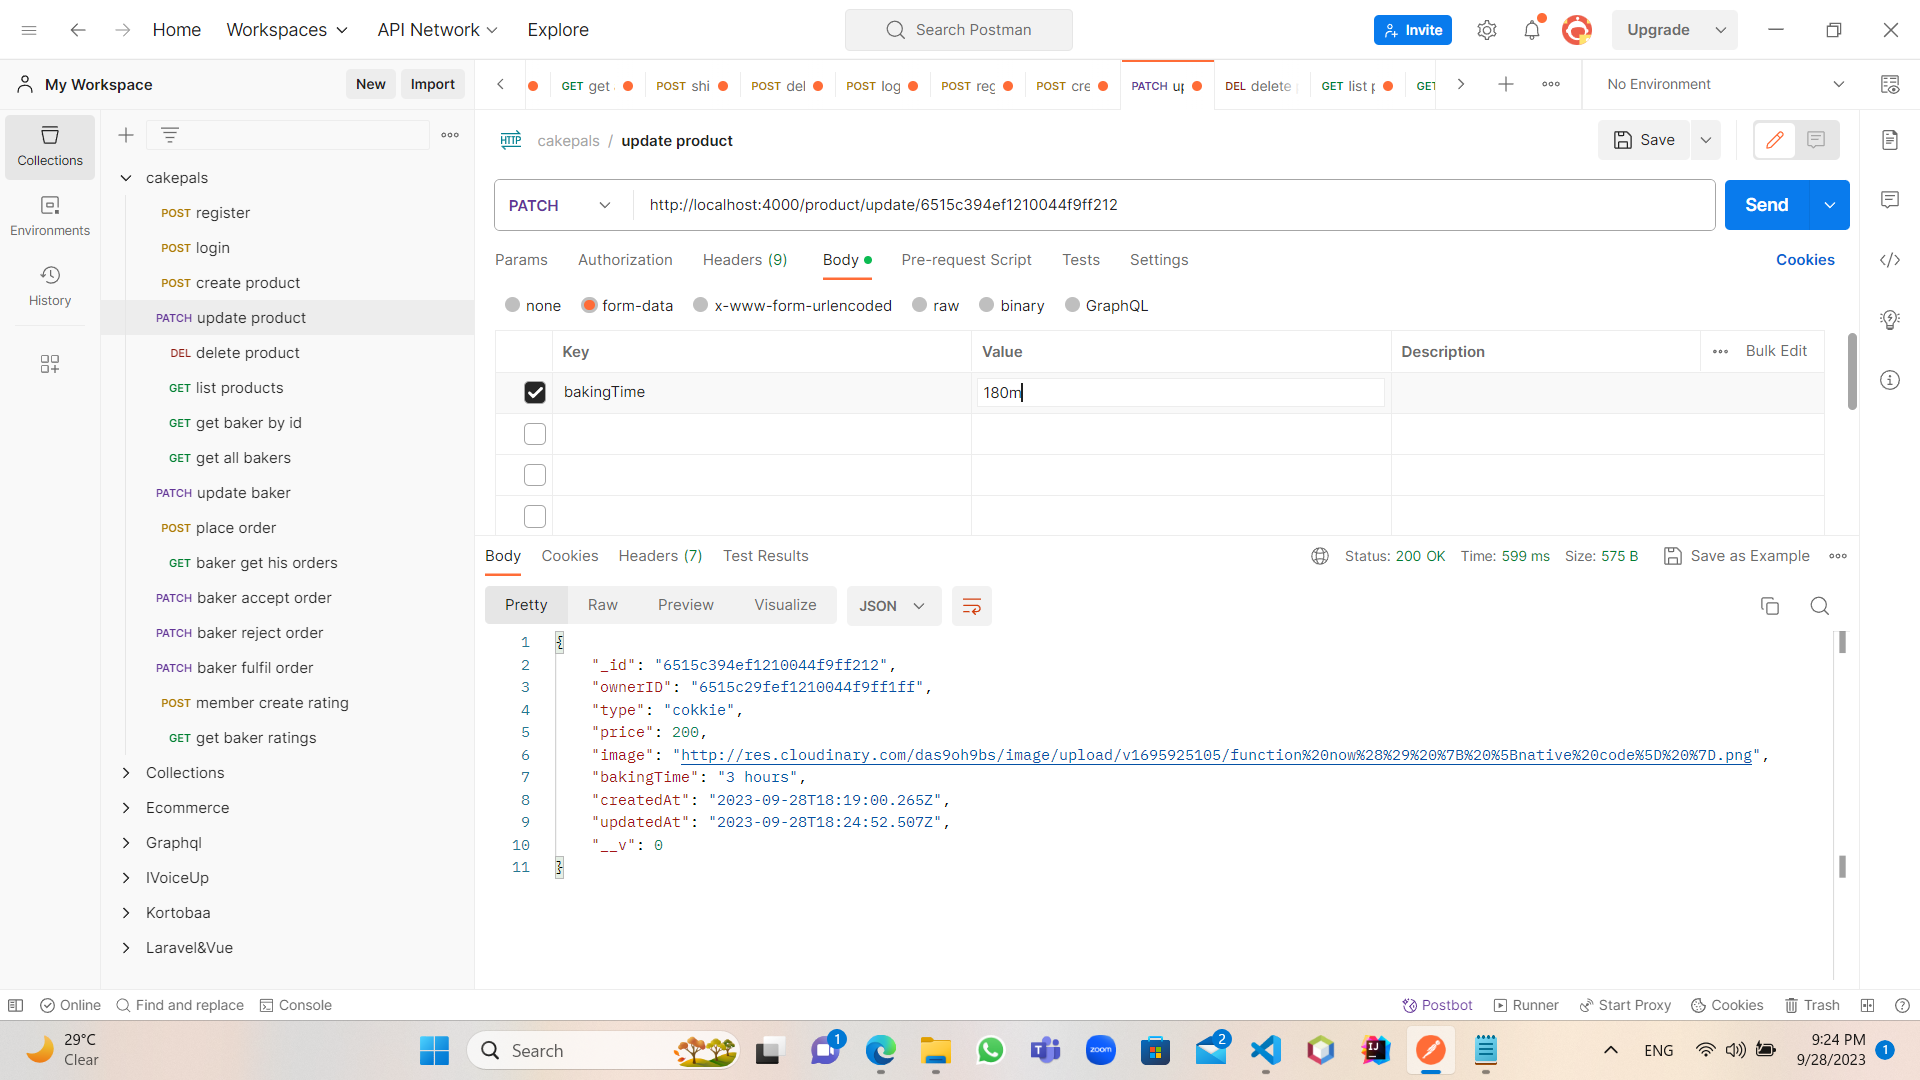 Home Workspaces API Network Explore Search Postman Invite Upgrade
My Workspace New Import GET get POST shi POST del POST log POST reg POST cre PATCH up DEL delete GET list p GET No Environment
Collections
Environments
History
cakepals
POST register
POST login
POST create product
PATCH update product
DEL delete product
GET list products
GET get baker by id
GET get all bakers
PATCH update baker
POST place order
GET baker get his orders
PATCH baker accept order
PATCH baker reject order
PATCH baker fulfil order
POST member create rating
GET get baker ratings
Collections
Ecommerce
Graphql
IVoiceUp
Kortobaa
Laravel&Vue
HTTP cakepals / update product Save
PATCH http://localhost:4000/product/update/6515c394ef1210044f9ff212 Send
Params Authorization Headers (9) Body Pre-request Script Tests Settings Cookies
none form-data x-www-form-urlencoded raw binary GraphQL
Key Value Description Bulk Edit
bakingTime 180m
Body Cookies Headers (7) Test Results Status: 200 OK Time: 599 ms Size: 575 B Save as Example
Pretty Raw Preview Visualize JSON
1 {
2 "_id": "6515c394ef1210044f9ff212",
3 "ownerID": "6515c29fef1210044f9ff1ff",
4 "type": "cokkie",
5 "price": 200,
6 "image": "http://res.cloudinary.com/das9oh9bs/image/upload/v1695925105/function%20now%28%29%20%7B%20%5Bnative%20code%5D%20%7D.png",
7 "bakingTime": "3 hours",
8 "createdAt": "2023-09-28T18:19:00.265Z",
9 "updatedAt": "2023-09-28T18:24:52.507Z",
10 "__v": 0
11 }
Online Find and replace Console Postbot Runner Start Proxy Cookies Trash
29°C
Clear
Search 1 zoom 2 ENG
9:24 PM
9/28/2023 1